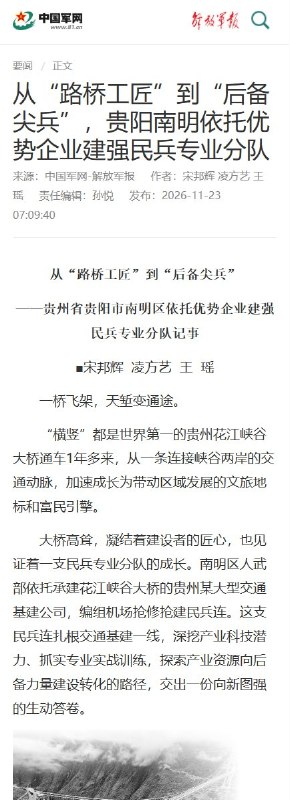 中国军网
www.81.cn
解放军报
要闻 / 正文
从“路桥工匠”到“后备
尖兵”，贵阳南明依托优
势企业建强民兵专业分队
来源：中国军网-解放军报 作者：宋邦辉 凌方艺 王
瑶 责任编辑：孙悦 发布：2026-11-23
07:09:40
从“路桥工匠”到“后备尖兵”
——贵州省贵阳市南明区依托优势企业建强
民兵专业分队记事
■宋邦辉 凌方艺 王 瑶
一桥飞架，天堑变通途。
“横竖”都是世界第一的贵州花江峡谷
大桥通车1年多来，从一条连接峡谷两岸的交
通动脉，加速成长为带动区域发展的文旅地
标和富民引擎。
大桥高耸，凝结着建设者的匠心，也见
证着一支民兵专业分队的成长。南明区人武
部依托承建花江峡谷大桥的贵州某大型交通
基建公司，编组机场抢修抢建民兵连。这支
民兵连扎根交通基建一线，深挖产业科技潜
力、抓实专业实战训练，探索产业资源向后
备力量建设转化的路径，交出一份向新图强
的生动答卷。